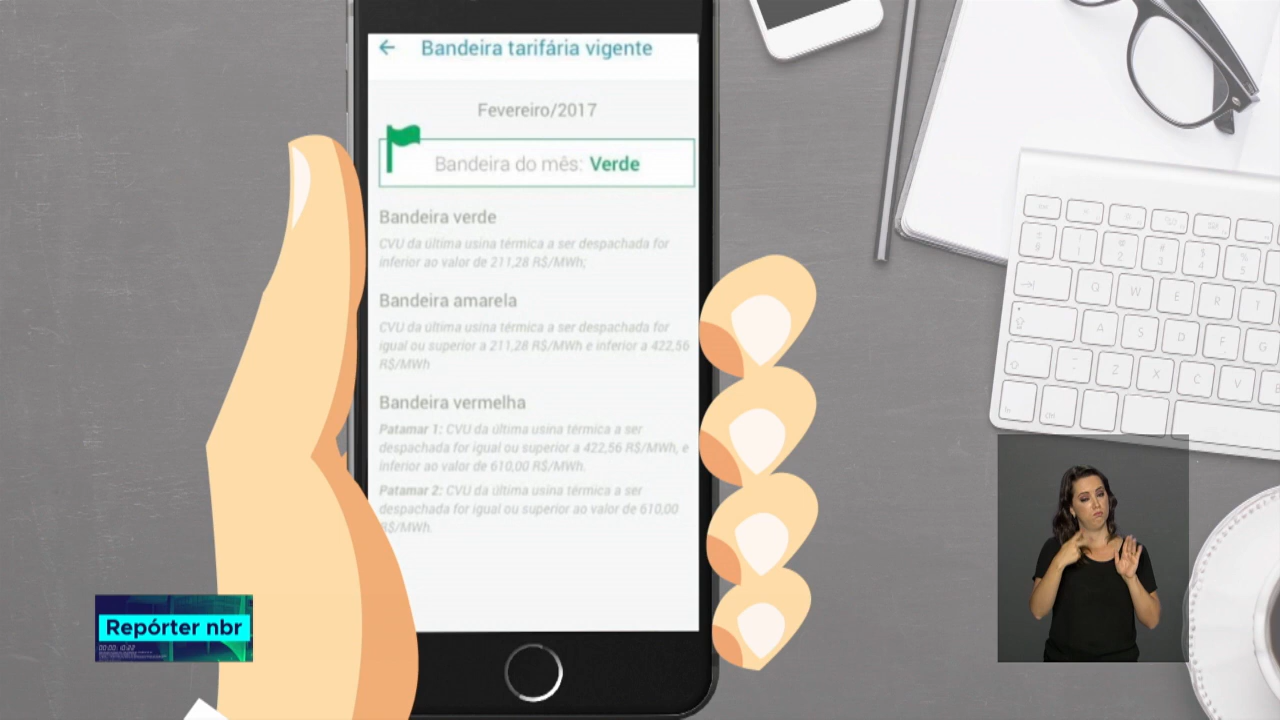 Bandeira tarifária vigente
Fevereiro/2017
Bandeira do mês: Verde
Bandeira verde
CVU da última usina térmica a ser despachada for
inferior ao valor de 211,28 R$/MWh;
Bandeira amarela
CVU da última usina térmica a ser despachada for
igual ou superior a 211,28 R$/MWh e inferior a 422,56
R$/MWh
Bandeira vermelha
Patamar 1: CVU da última usina térmica a ser
despachada for igual ou superior a 422,56 R$/MWh, e
inferior ao valor de 610,00 R$/MWh.
Patamar 2: CVU da última usina térmica a ser
despachada for igual ou superior ao valor de 610,00
R$/MWh.
Repórter nbr
Q W E R T
A S D F G
Z X C V